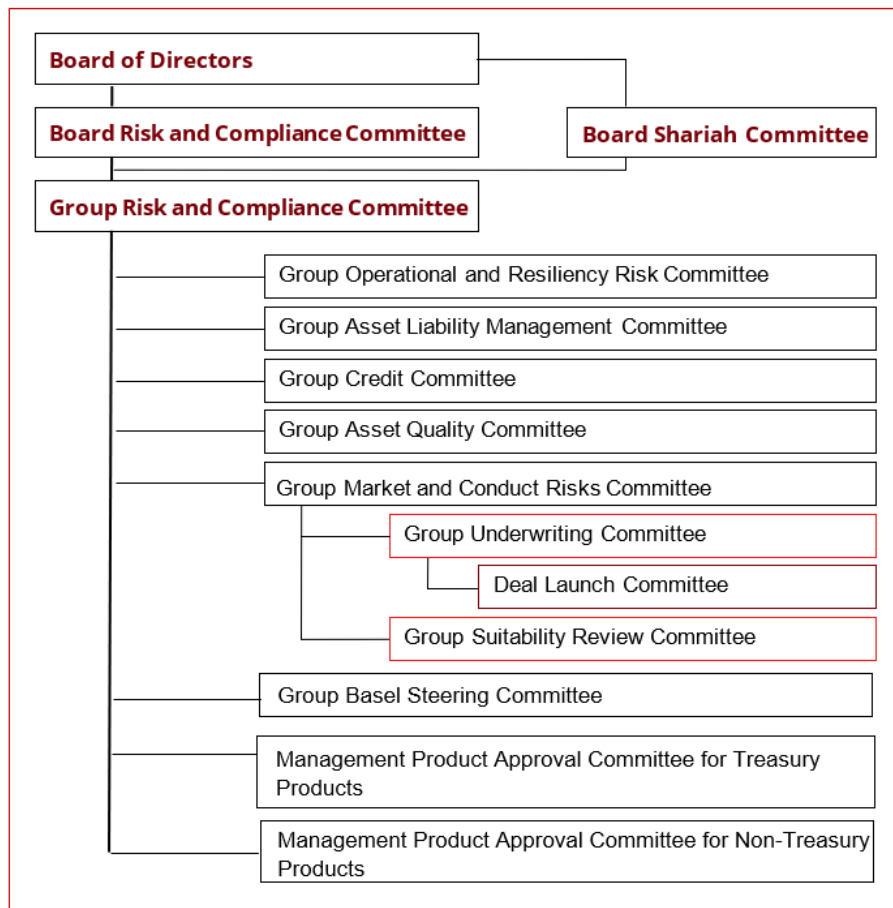 Board of Directors
Board Risk and Compliance Committee
Board Shariah Committee
Group Risk and Compliance Committee
Group Operational and Resiliency Risk Committee
Group Asset Liability Management Committee
Group Credit Committee
Group Asset Quality Committee
Group Market and Conduct Risks Committee
Group Underwriting Committee
Deal Launch Committee
Group Suitability Review Committee
Group Basel Steering Committee
Management Product Approval Committee for Treasury
Products
Management Product Approval Committee for Non-Treasury
Products